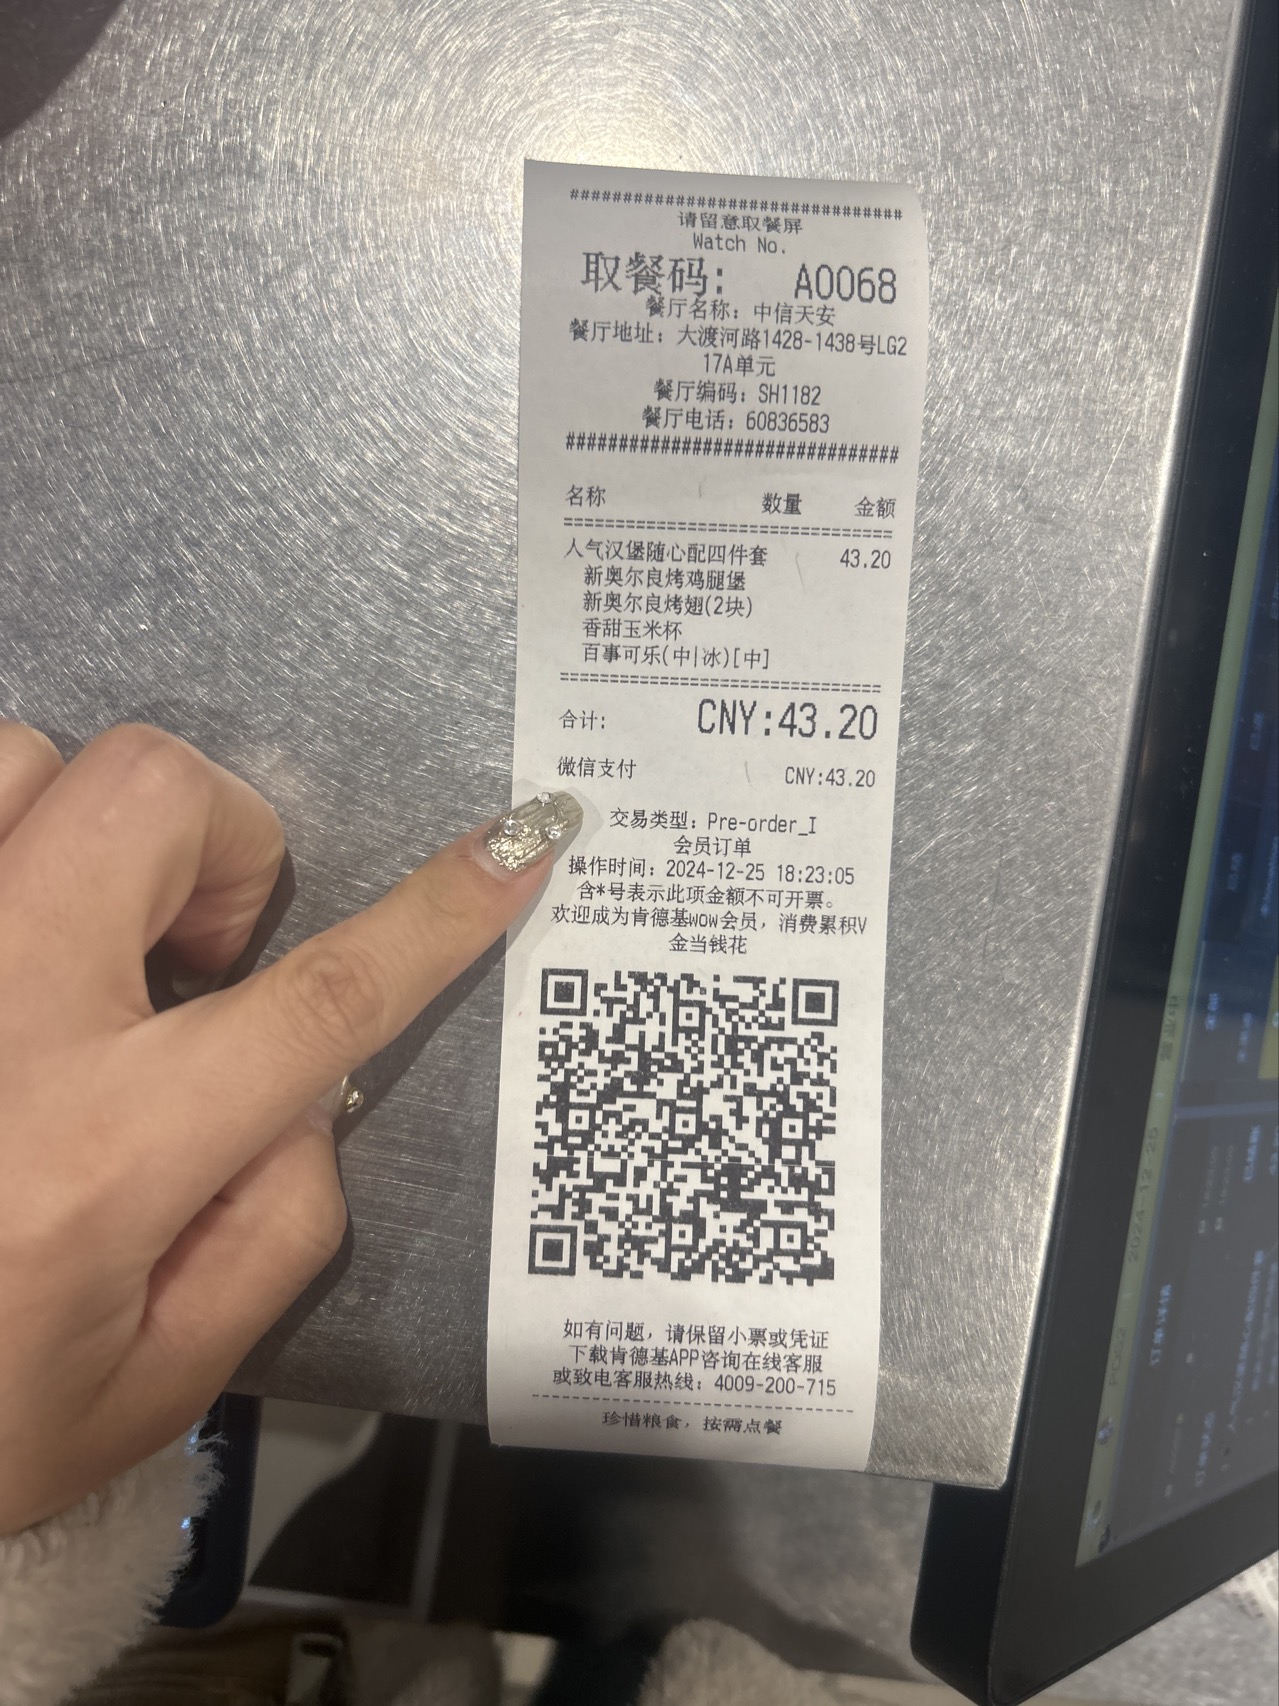 ################################
请留意取餐屏
Watch No.
取餐码： A0068
餐厅名称：中信天安
餐厅地址：大渡河路1428-1438号LG2
17A单元
餐厅编码：SH1182
餐厅电话：60836583
################################
名称 数量 金额
================================
人气汉堡随心配四件套 43.20
新奥尔良烤鸡腿堡
新奥尔良烤翅(2块)
香甜玉米杯
百事可乐(中|冰)[中]
================================
合计： CNY:43.20
微信支付 CNY:43.20
交易类型：Pre-order_I
会员订单
操作时间：2024-12-25 18:23:05
含*号表示此项金额不可开票。
欢迎成为肯德基wow会员，消费累积V
金当钱花
如有问题，请保留小票或凭证
下载肯德基APP咨询在线客服
或致电客服热线：4009-200-715
--------------------------------
珍惜粮食，按需点餐